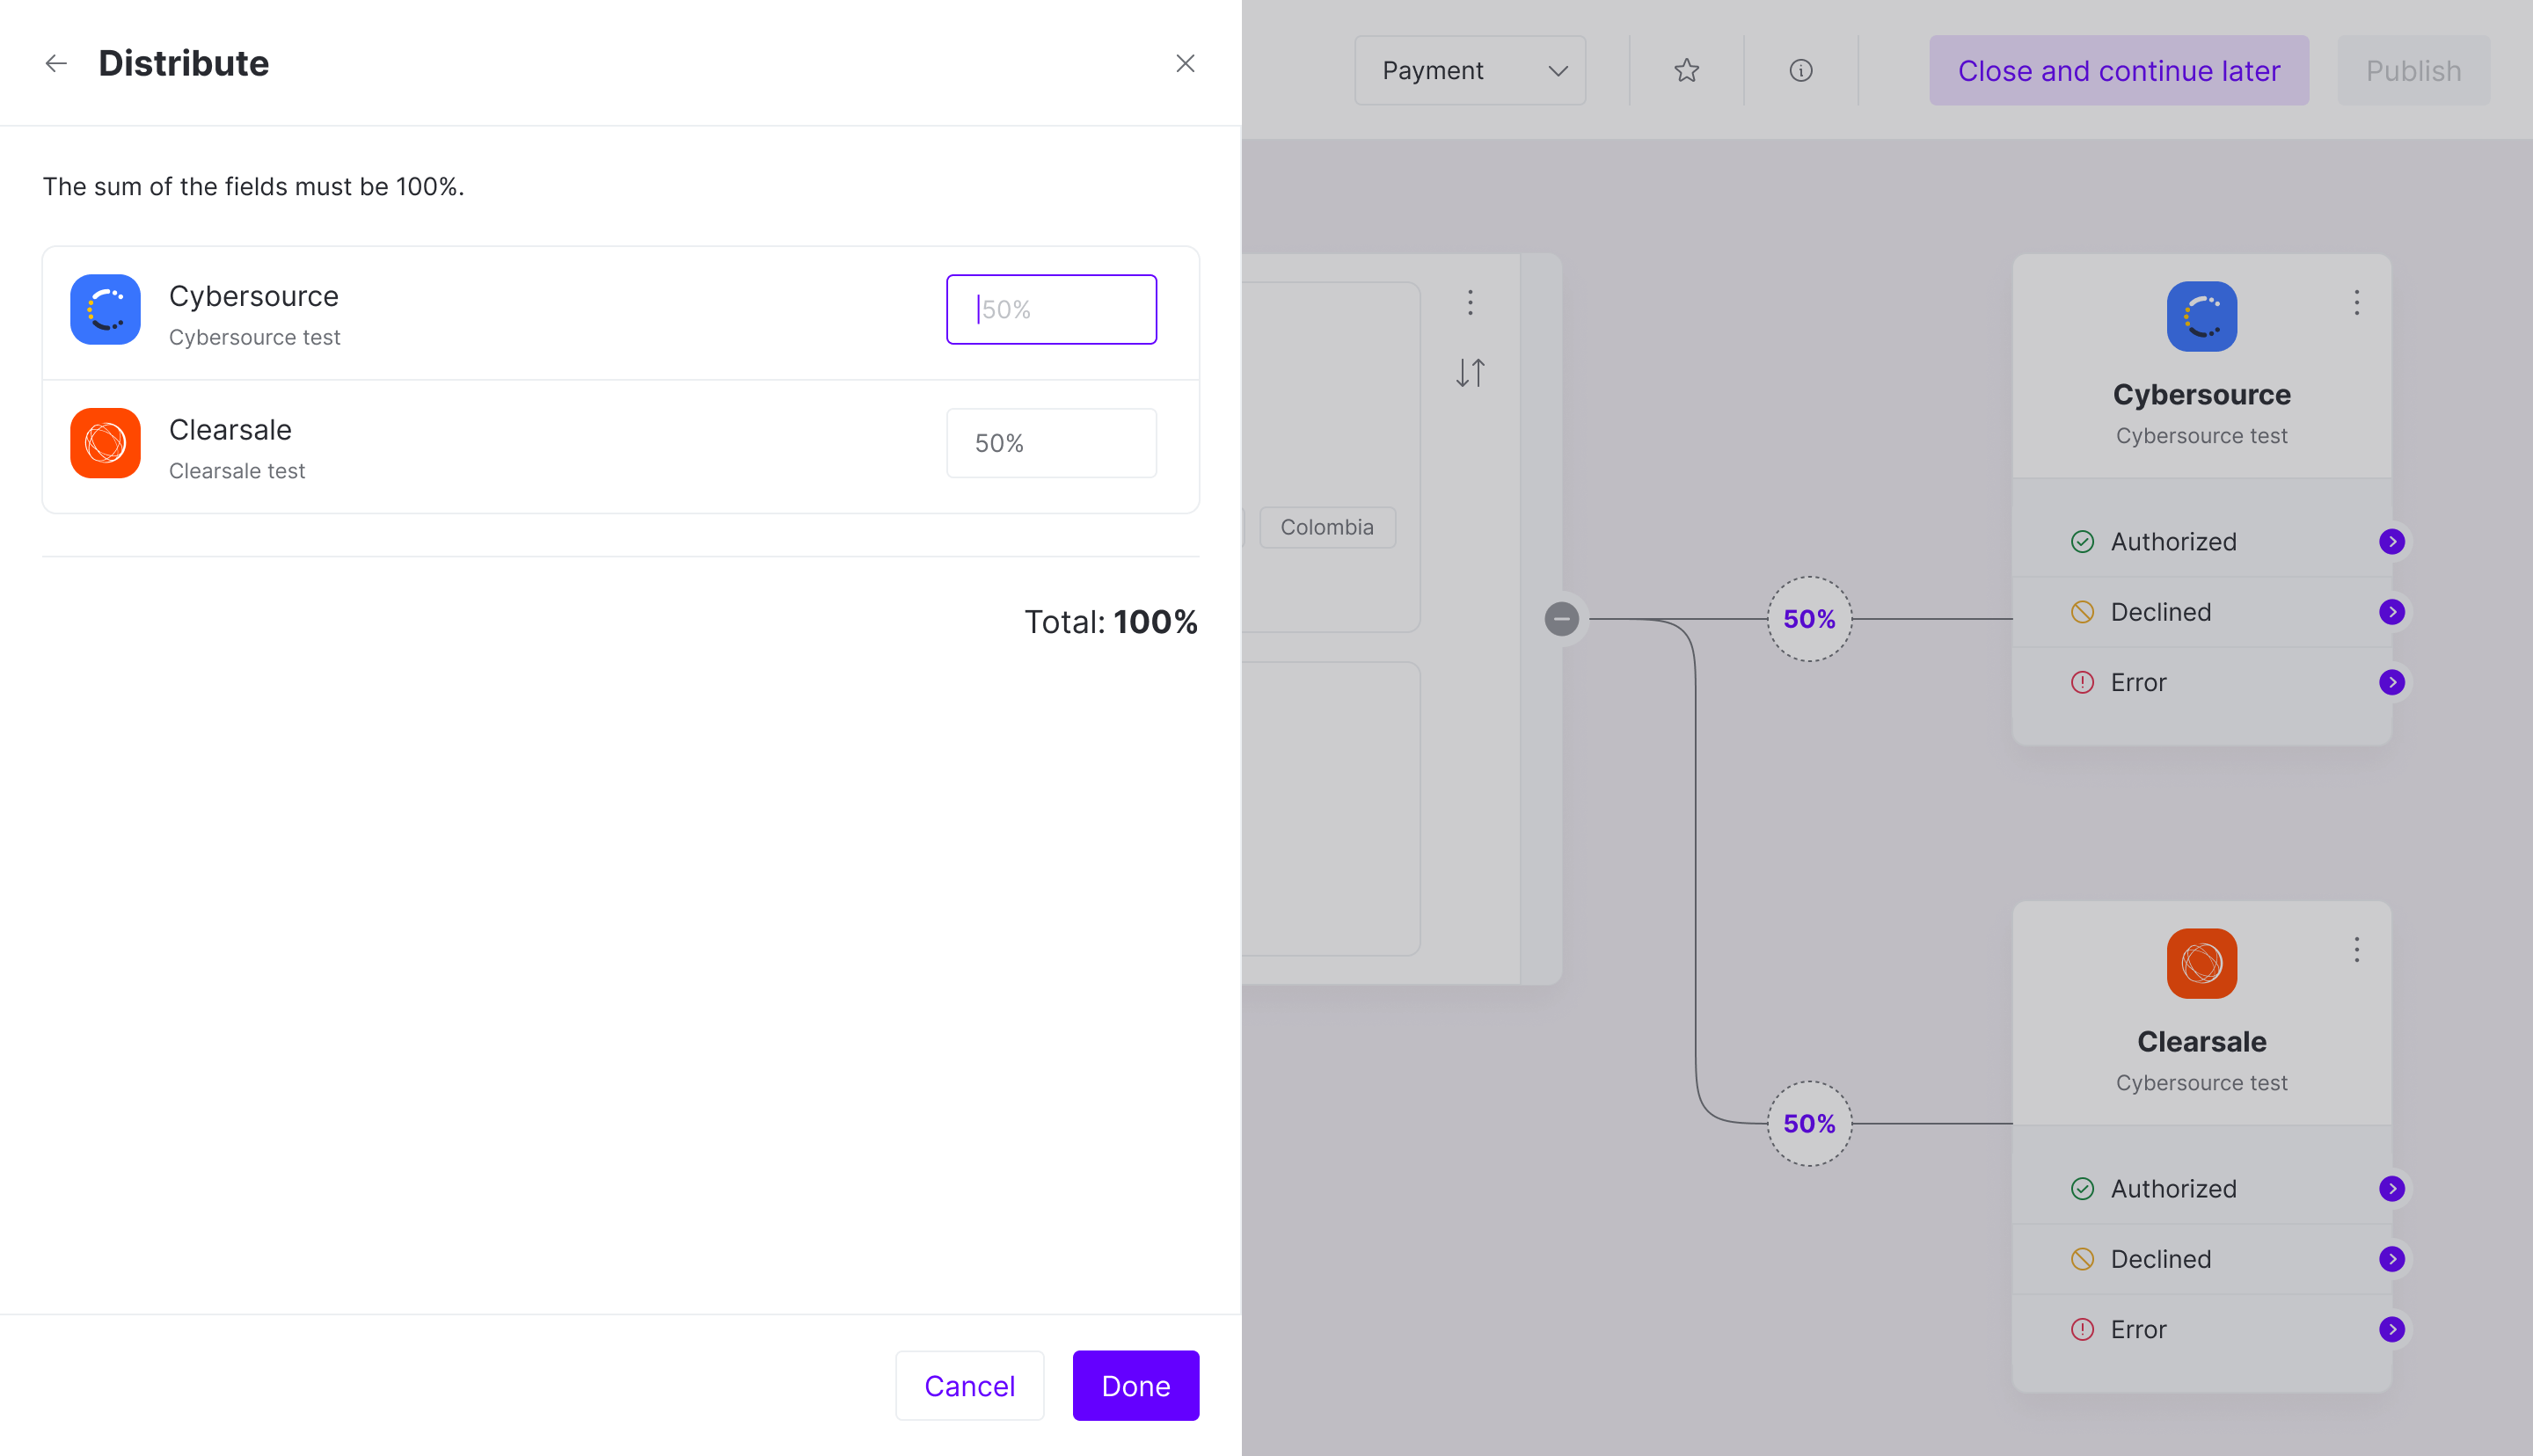 Distribute
The sum of the fields must be 100%.
Cybersource
Cybersource test
50%
Clearsale
Clearsale test
50%
Total: 100%
Cancel
Done
Payment
Close and continue later
Publish
Colombia
50%
50%
Cybersource
Cybersource test
Authorized
Declined
Error
Clearsale
Cybersource test
Authorized
Declined
Error